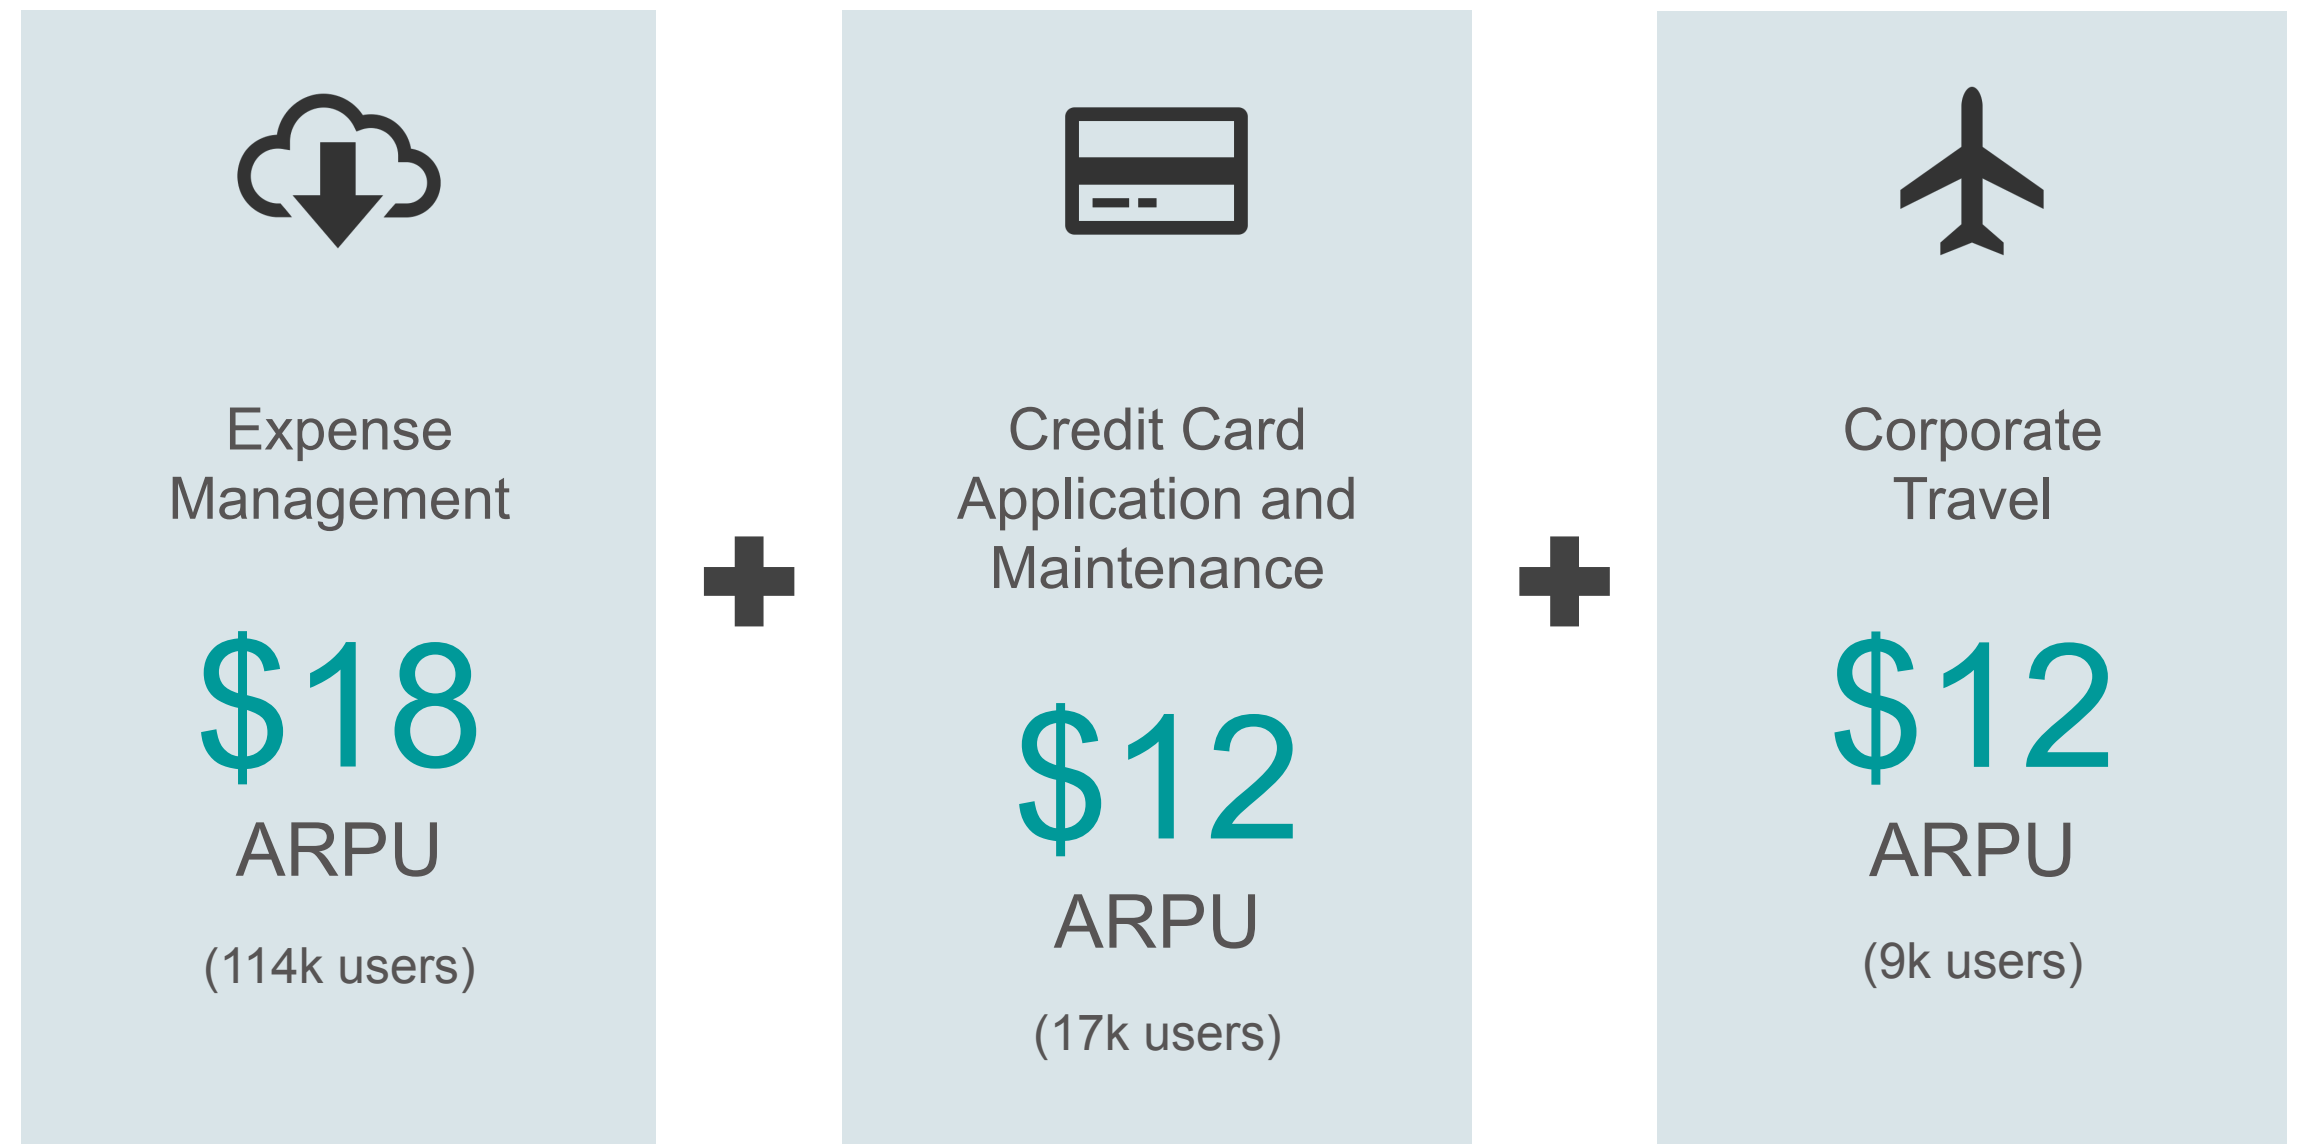 Expense
Management
$18
ARPU
(114k users)
Credit Card
Application and
Maintenance
$12
ARPU
(17k users)
Corporate
Travel
$12
ARPU
(9k users)